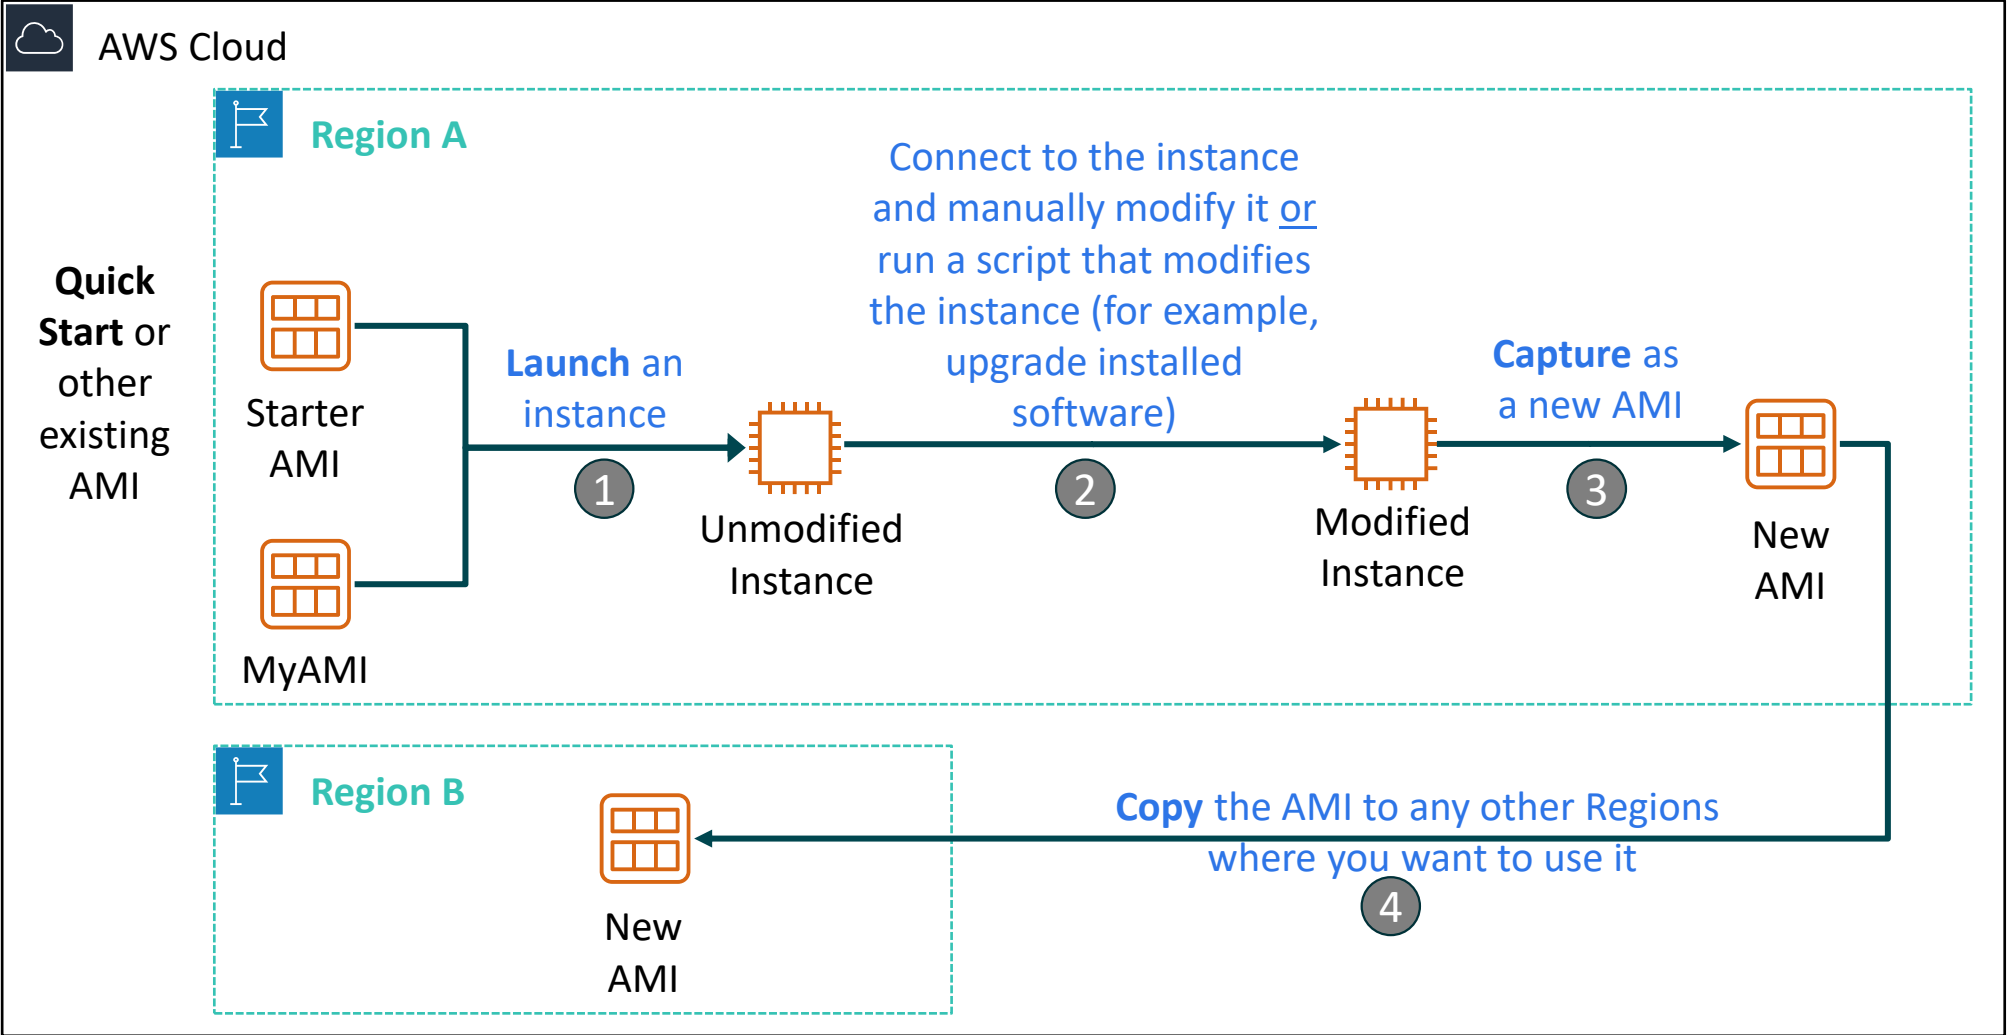 AWS Cloud
Region A
Quick
Start or
other
existing
AMI
Starter
AMI
MyAMI
Launch an
instance
1
Unmodified
Instance
Connect to the instance
and manually modify it or
run a script that modifies
the instance (for example,
upgrade installed
software)
2
Modified
Instance
Capture as
a new AMI
3
New
AMI
Region B
New
AMI
Copy the AMI to any other Regions
where you want to use it
4